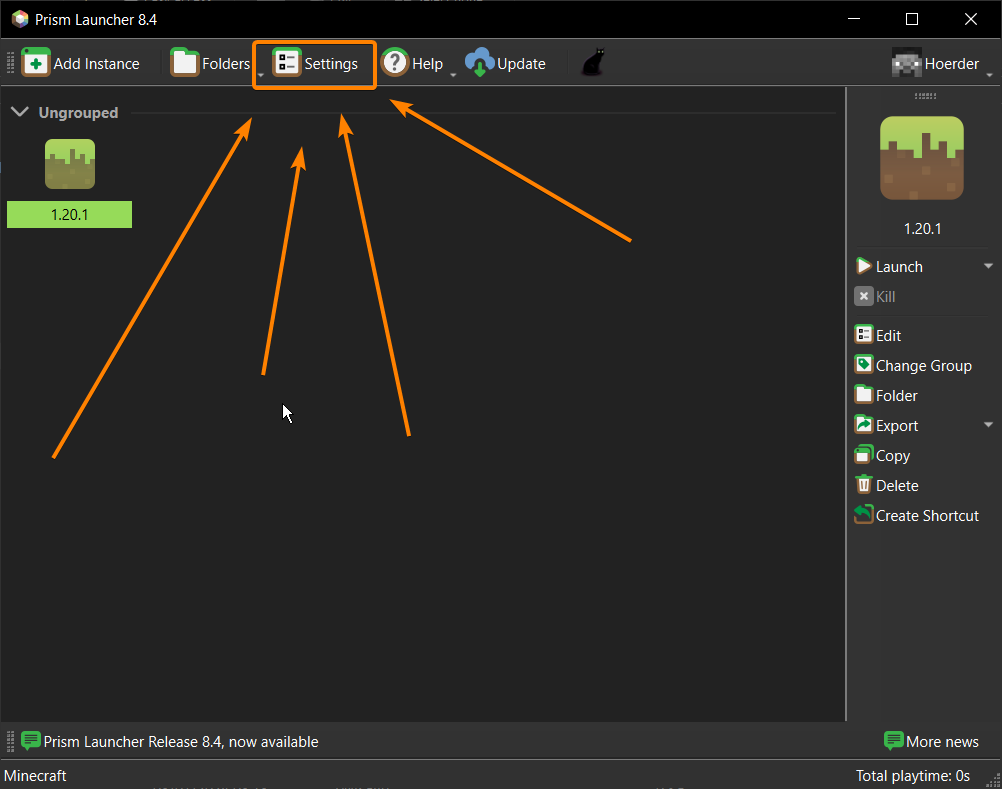 Prism Launcher 8.4
Add Instance Folders Settings Help Update Hoerder
Ungrouped
1.20.1
1.20.1
Launch
Kill
Edit
Change Group
Folder
Export
Copy
Delete
Create Shortcut
Prism Launcher Release 8.4, now available More news
Minecraft Total playtime: 0s